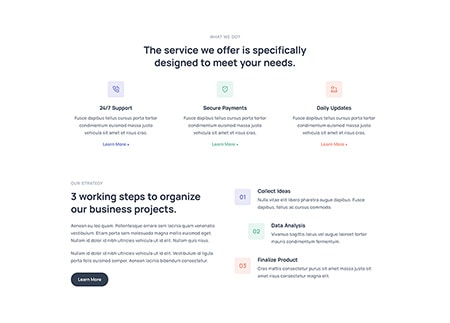 WHAT WE DO?
The service we offer is specifically
designed to meet your needs.
24/7 Support
Fusce dapibus tellus cursus porta tortor
condimentum euismod massa justo
vehicula sit amet et risus cras.
Learn More
Secure Payments
Fusce dapibus tellus cursus porta tortor
condimentum euismod massa justo
vehicula sit amet et risus cras.
Learn More
Daily Updates
Fusce dapibus tellus cursus porta tortor
condimentum euismod massa justo
vehicula sit amet et risus cras.
Learn More
OUR STRATEGY
3 working steps to organize
our business projects.
Aenean eu leo quam. Pellentesque ornare sem lacinia quam venenatis
vestibulum. Etiam porta sem malesuada magna mollis euismod eget
Nullam id dolor id nibh ultricies vehicula ut id elit. Nullam quis risus.
Nullam id dolor id nibh ultricies vehicula ut id elit. Vestibulum id ligula
porta felis euismod semper. Aenean lacinia bibendum consectetur.
Learn More
01
Collect Ideas
Nulla vitae elit libero pharetra augue dapibus. Fusce
dapibus, tellus ac cursus commodo.
02
Data Analysis
Vivamus sagittis lacus vel augue laoreet tortor
mauris condimentum fermentum.
03
Finalize Product
Cras mattis consectetur purus sit amet massa justo sit
amet risus consectetur magna elit.